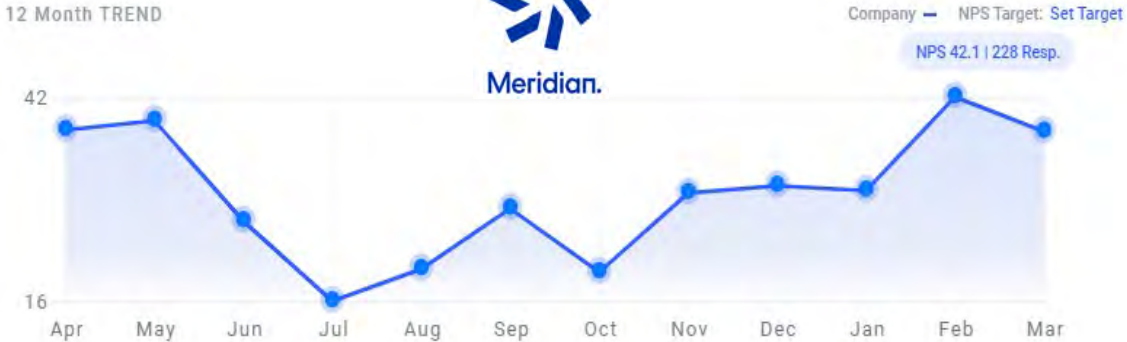 12 Month TREND
Company NPS Target: Set Target
NPS 42.1 | 228 Resp.
Meridian.
42
16
Apr May Jun Jul Aug Sep Oct Nov Dec Jan Feb Mar